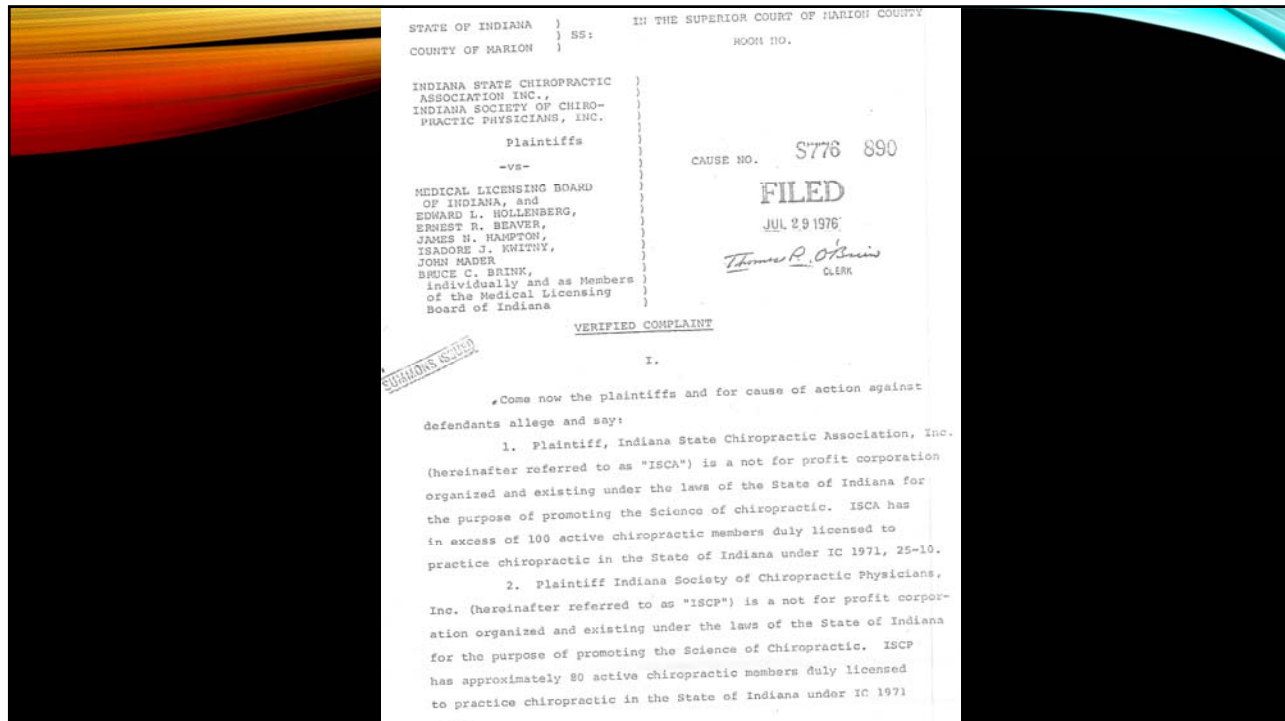 STATE OF INDIANA )
) SS:
COUNTY OF MARION )
IN THE SUPERIOR COURT OF MARION COUNTY
ROOM NO.
INDIANA STATE CHIROPRACTIC )
ASSOCIATION INC., )
INDIANA SOCIETY OF CHIRO- )
PRACTIC PHYSICIANS, INC. )
Plaintiffs )
-vs- )
MEDICAL LICENSING BOARD )
OF INDIANA, and )
EDWARD L. HOLLENBERG, )
ERNEST R. BEAVER, )
JAMES N. HAMPTON, )
ISADORE J. KWITNY, )
JOHN MADER )
BRUCE C. BRINK, )
individually and as Members )
of the Medical Licensing )
Board of Indiana )
CAUSE NO. S776 890
FILED
JUL 29 1976
Thomas P. O'Brien
CLERK
VERIFIED COMPLAINT
SUMMONS ISSUED
I.
Come now the plaintiffs and for cause of action against
defendants allege and say:
1. Plaintiff, Indiana State Chiropractic Association, Inc.
(hereinafter referred to as "ISCA") is a not for profit corporation
organized and existing under the laws of the State of Indiana for
the purpose of promoting the Science of chiropractic. ISCA has
in excess of 100 active chiropractic members duly licensed to
practice chiropractic in the State of Indiana under IC 1971, 25-10.
2. Plaintiff Indiana Society of Chiropractic Physicians,
Inc. (hereinafter referred to as "ISCP") is a not for profit corpor-
ation organized and existing under the laws of the State of Indiana
for the purpose of promoting the Science of Chiropractic. ISCP
has approximately 80 active chiropractic members duly licensed
to practice chiropractic in the State of Indiana under IC 1971